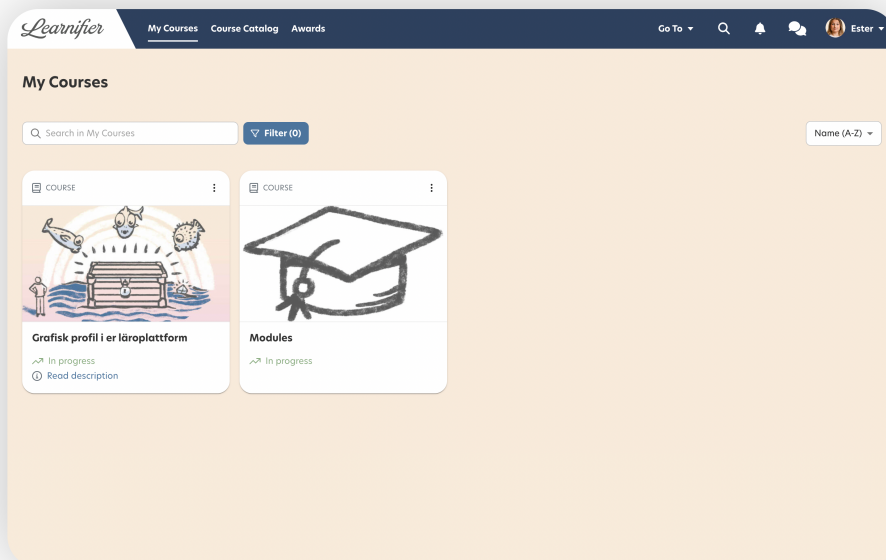 Learnifier
My Courses Course Catalog Awards
Go To
Ester
My Courses
Search in My Courses
Filter (0)
Name (A-Z)
COURSE
Grafisk profil i er läroplattform
In progress
Read description
COURSE
Modules
In progress